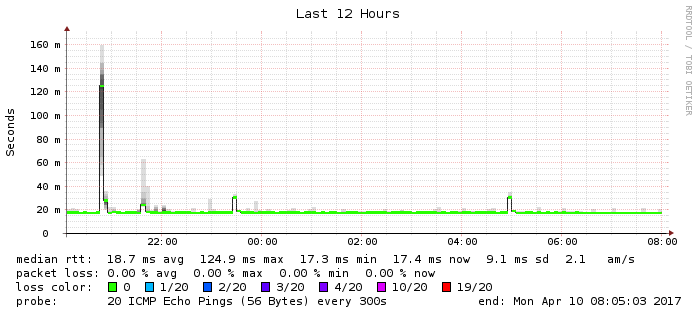 Last 12 Hours
RRDTOOL / TOBI OETIKER
Seconds
160 m
140 m
120 m
100 m
80 m
60 m
40 m
20 m
0
22:00 00:00 02:00 04:00 06:00 08:00
median rtt: 18.7 ms avg 124.9 ms max 17.3 ms min 17.4 ms now 9.1 ms sd 2.1 am/s
packet loss: 0.00 % avg 0.00 % max 0.00 % min 0.00 % now
loss color: 0 1/20 2/20 3/20 4/20 10/20 19/20
probe: 20 ICMP Echo Pings (56 Bytes) every 300s end: Mon Apr 10 08:05:03 2017